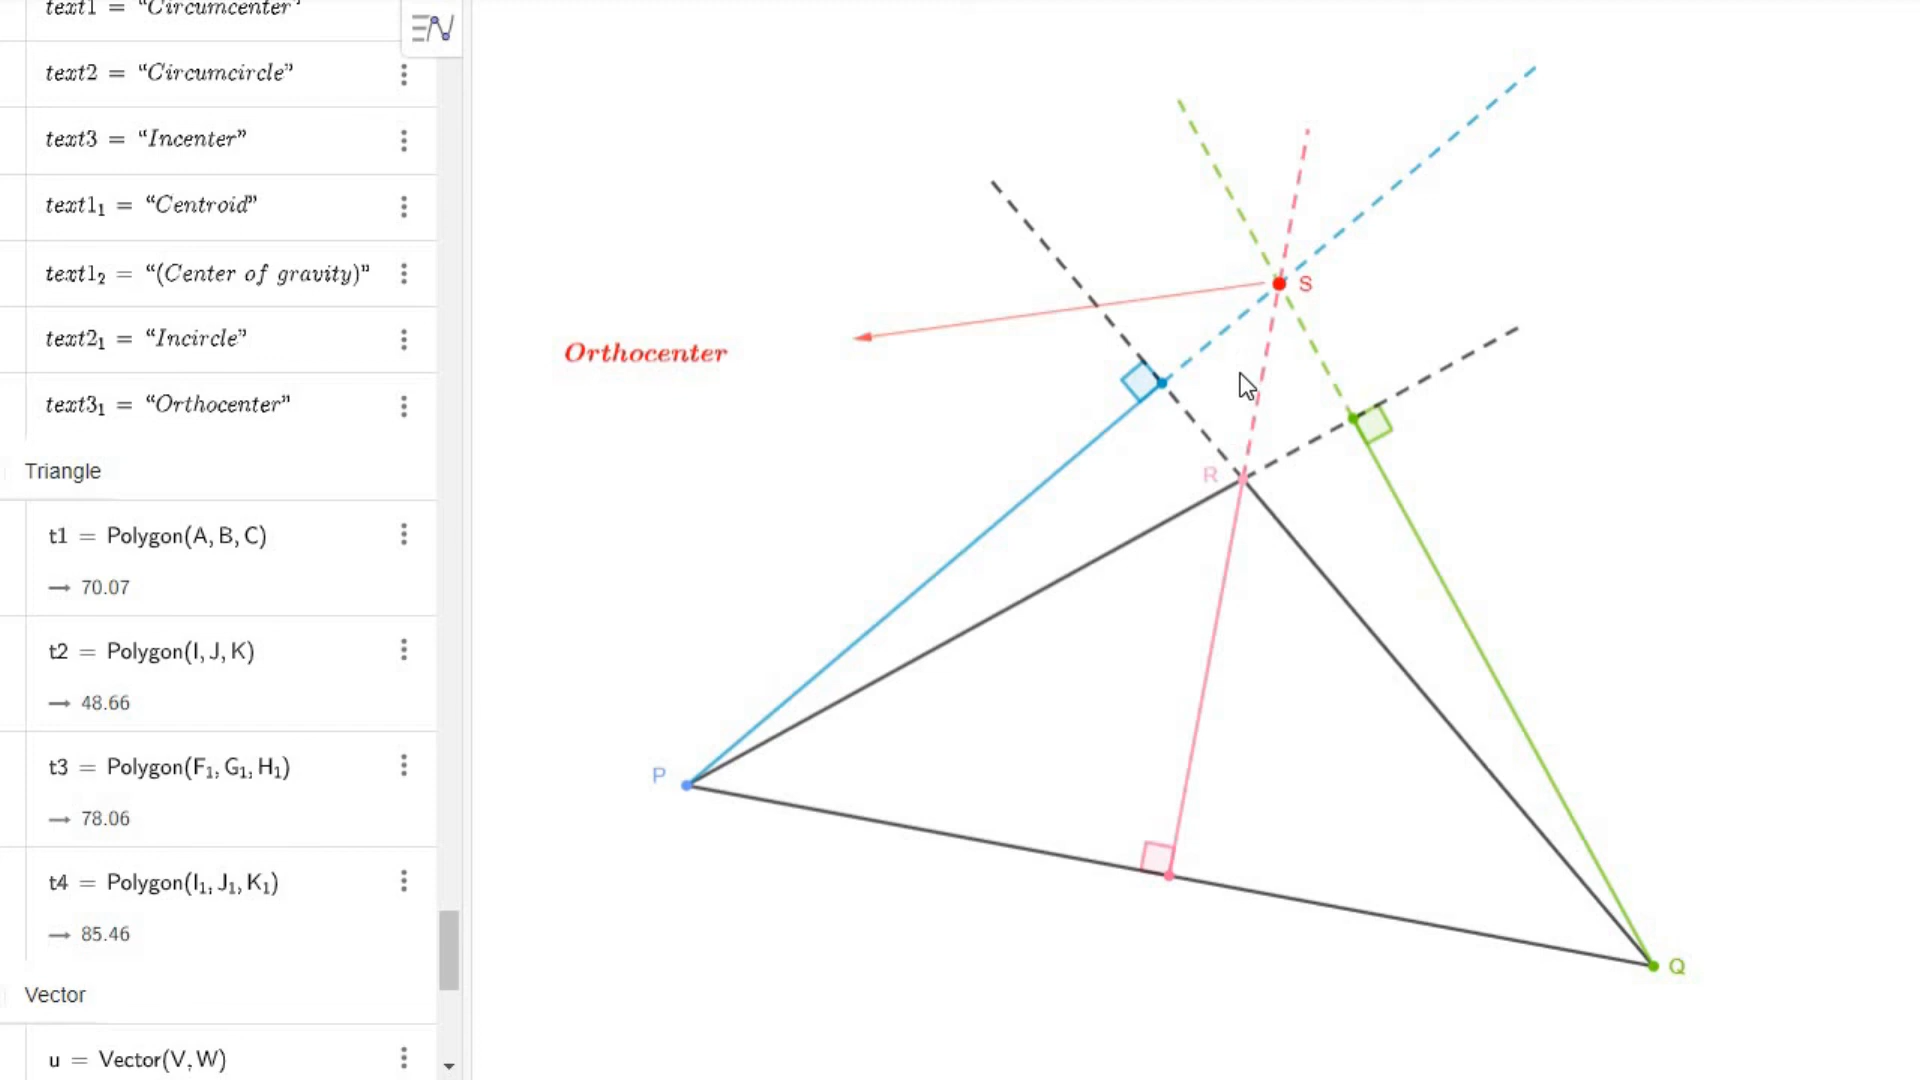 text1 = “Circumcenter”
text2 = “Circumcircle”
text3 = “Incenter”
text1₁ = “Centroid”
text1₂ = “(Center of gravity)”
text2₁ = “Incircle”
text3₁ = “Orthocenter”
Triangle
t1 = Polygon(A, B, C)
→ 70.07
t2 = Polygon(I, J, K)
→ 48.66
t3 = Polygon(F₁, G₁, H₁)
→ 78.06
t4 = Polygon(I₁, J₁, K₁)
→ 85.46
Vector
u = Vector(V, W)
S
Orthocenter
R
P
Q